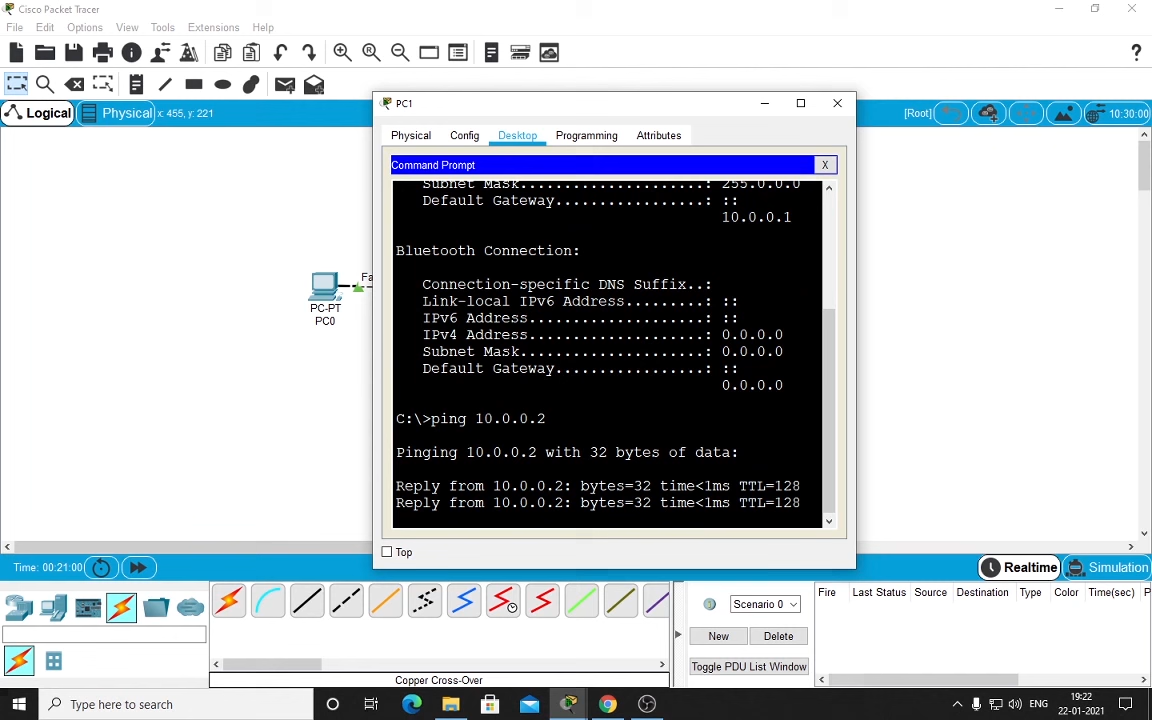 Cisco Packet Tracer
File Edit Options View Tools Extensions Help
?
Logical Physical x: 455, y: 221 [Root] 10:30:00
PC1
Physical Config Desktop Programming Attributes
Command Prompt X
Subnet Mask......................: 255.0.0.0
Default Gateway.................: ::
10.0.0.1
Bluetooth Connection:
Connection-specific DNS Suffix..:
Link-local IPv6 Address.........: ::
IPv6 Address....................: ::
IPv4 Address....................: 0.0.0.0
Subnet Mask.....................: 0.0.0.0
Default Gateway.................: ::
0.0.0.0
C:\>ping 10.0.0.2
Pinging 10.0.0.2 with 32 bytes of data:
Reply from 10.0.0.2: bytes=32 time<1ms TTL=128
Reply from 10.0.0.2: bytes=32 time<1ms TTL=128
Top
Fa
PC-PT
PC0
Time: 00:21:00 Realtime Simulation
Scenario 0
New Delete
Toggle PDU List Window
Fire Last Status Source Destination Type Color Time(sec) P
Copper Cross-Over
Type here to search
ENG
19:22
22-01-2021